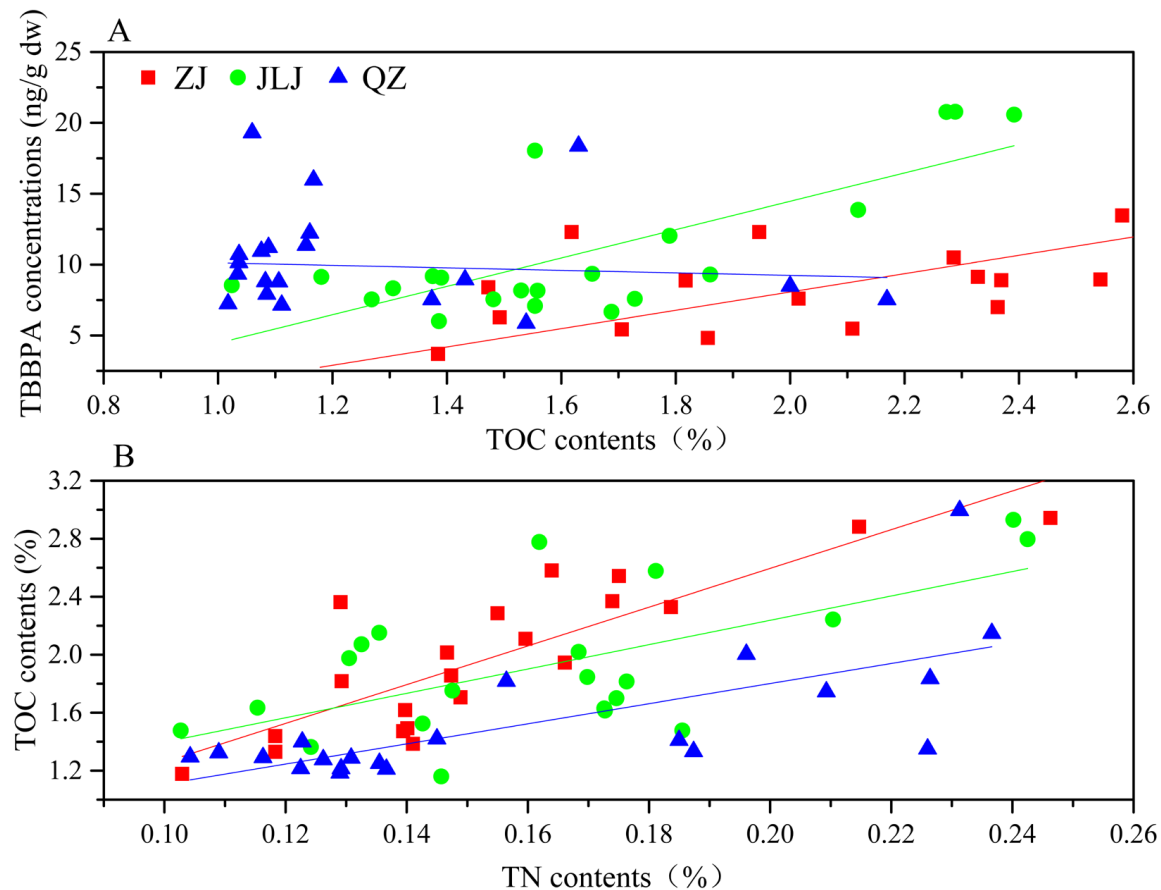 A
TBBPA concentrations (ng/g dw)
25
20
15
10
5
ZJ JLJ QZ
0.8 1.0 1.2 1.4 1.6 1.8 2.0 2.2 2.4 2.6
TOC contents（%）
B
TOC contents (%)
3.2
2.8
2.4
2.0
1.6
1.2
0.10 0.12 0.14 0.16 0.18 0.20 0.22 0.24 0.26
TN contents（%）